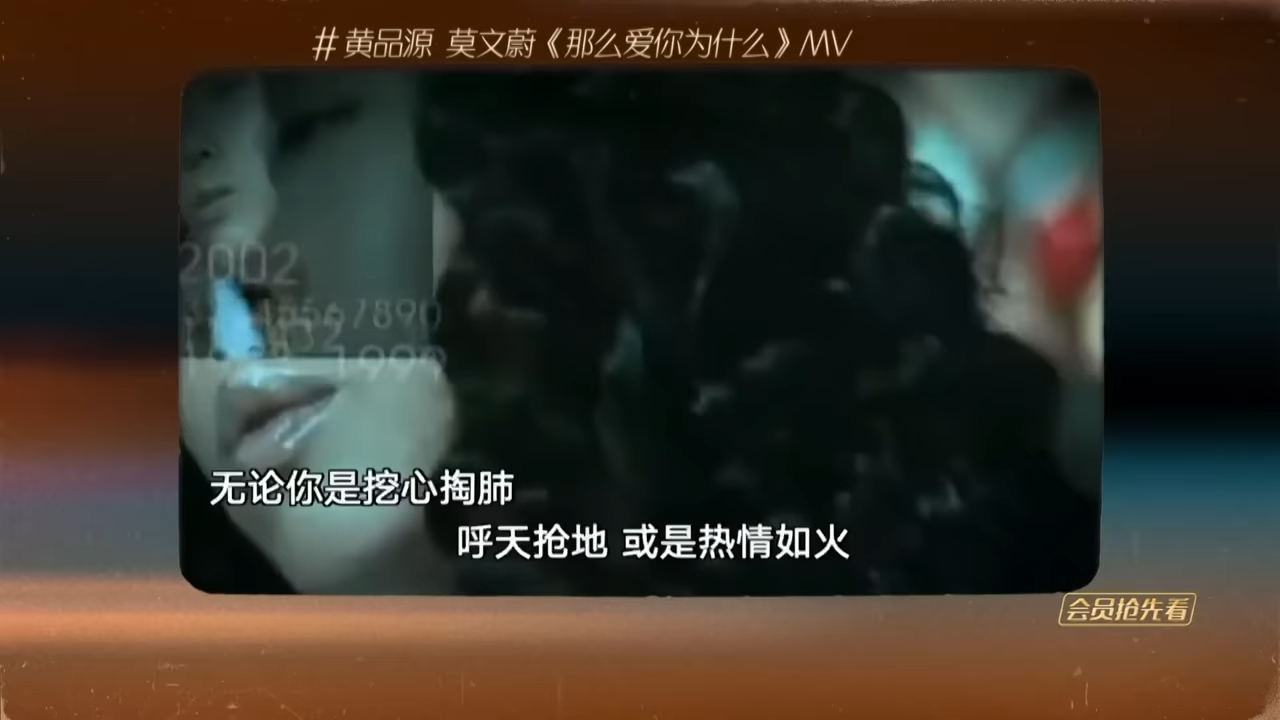 #黄品源 莫文蔚《那么爱你为什么》MV
2002
1999
无论你是挖心掏肺
呼天抢地 或是热情如火
会员抢先看